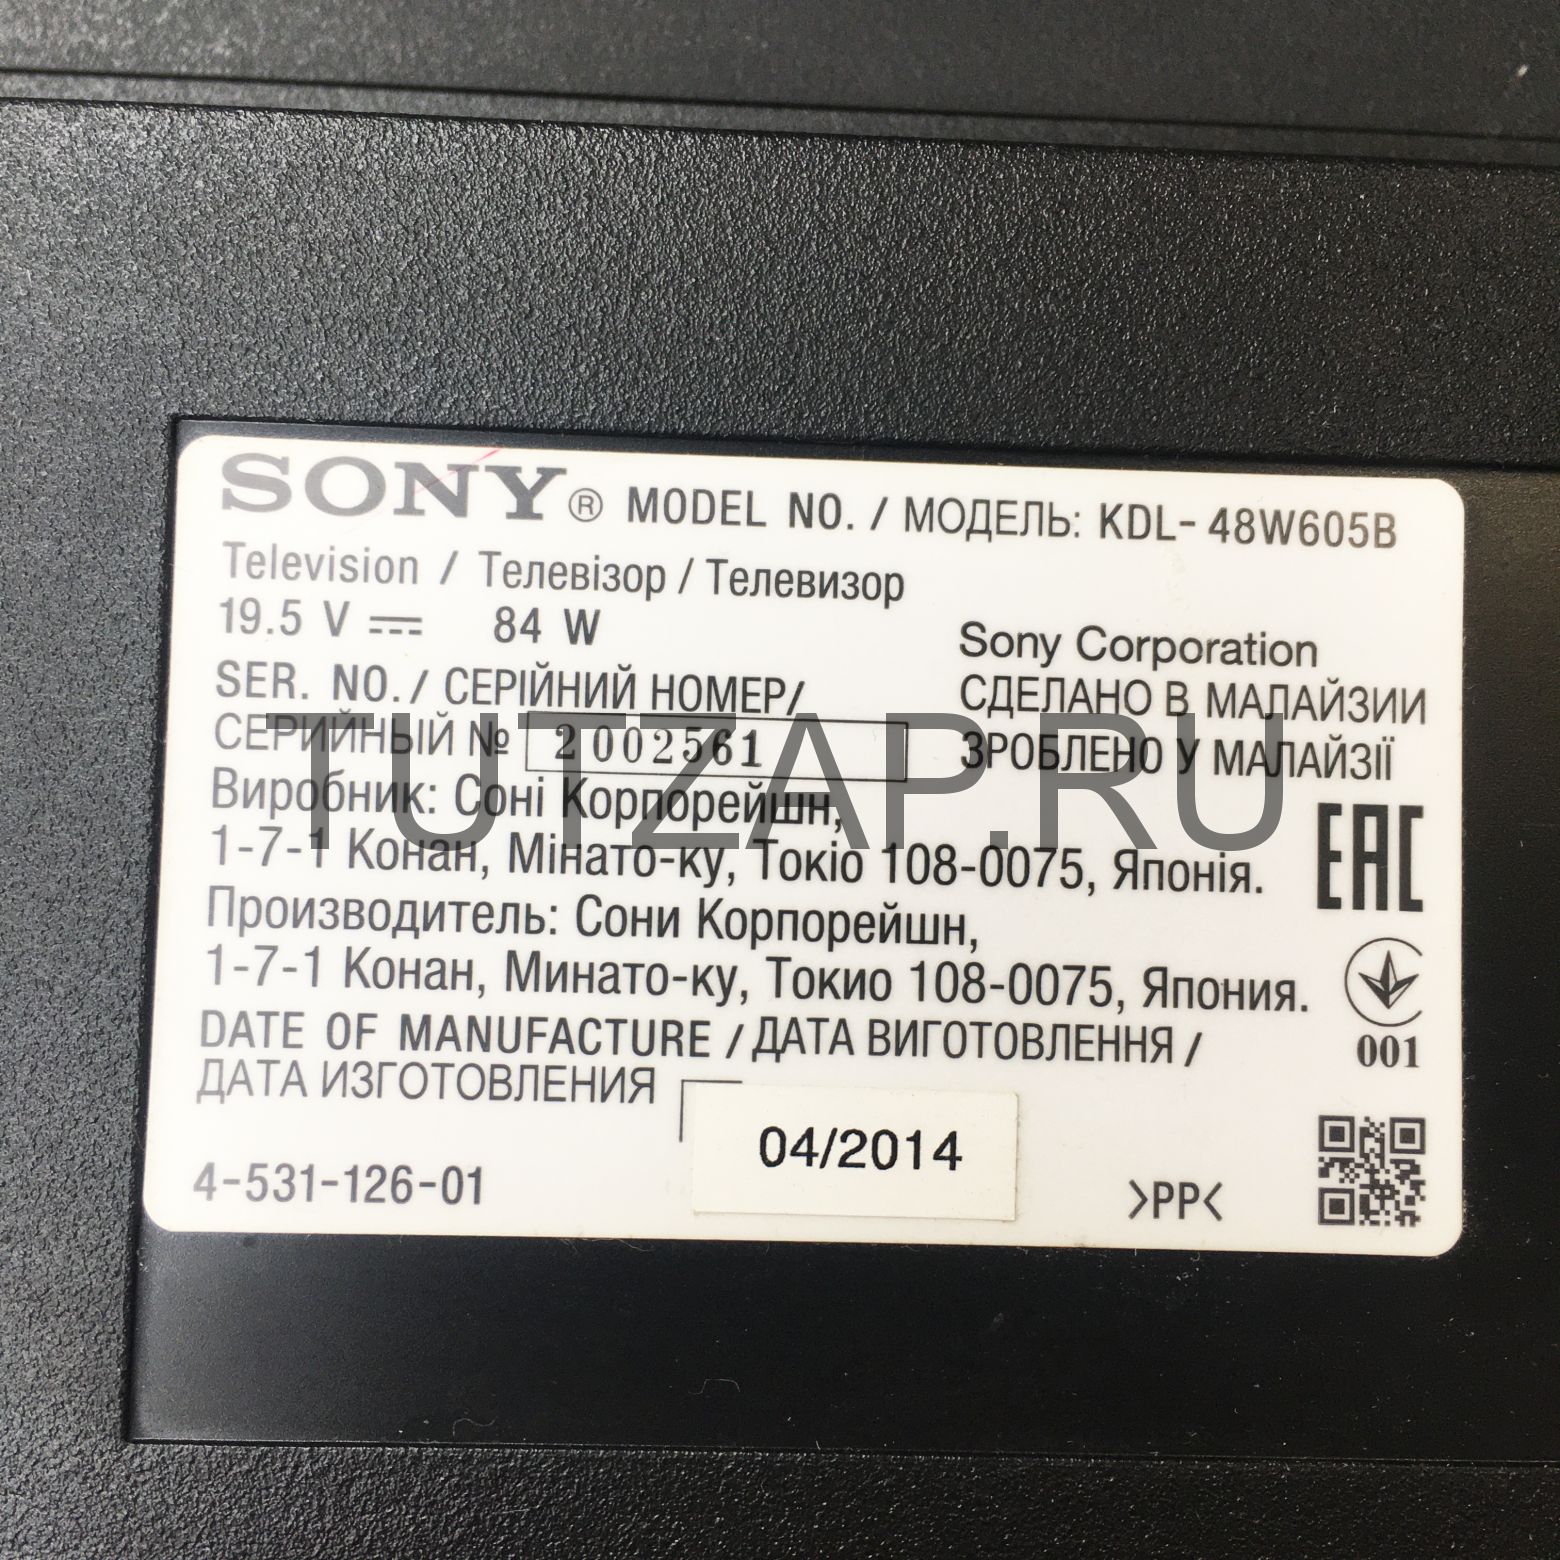 SONY® MODEL NO. / МОДЕЛЬ: KDL- 48W605B
Television / Телевізор / Телевизор
19.5 V 84 W
Sony Corporation
SER. NO. / СЕРІЙНИЙ НОМЕР/
СДЕЛАНО В МАЛАЙЗИИ
СЕРИЙНЫЙ № 2002561
ЗРОБЛЕНО У МАЛАЙЗІЇ
TUTZAP.RU
Виробник: Соні Корпорейшн,
1-7-1 Конан, Мінато-ку, Токіо 108-0075, Японія.
EAC
Производитель: Сони Корпорейшн,
1-7-1 Конан, Минато-ку, Токио 108-0075, Япония.
DATE OF MANUFACTURE / ДАТА ВИГОТОВЛЕННЯ /
001
ДАТА ИЗГОТОВЛЕНИЯ
04/2014
4-531-126-01
>PP<